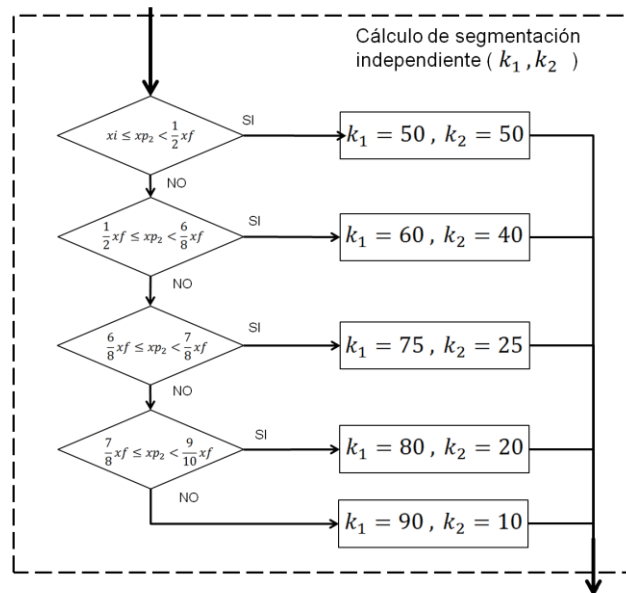 Cálculo de segmentación
independiente ( k₁ , k₂ )
xi ≤ xp₂ < 1/2 xf
SI
k₁ = 50 , k₂ = 50
NO
1/2 xf ≤ xp₂ < 6/8 xf
SI
k₁ = 60 , k₂ = 40
NO
6/8 xf ≤ xp₂ < 7/8 xf
SI
k₁ = 75 , k₂ = 25
NO
7/8 xf ≤ xp₂ < 9/10 xf
SI
k₁ = 80 , k₂ = 20
NO
k₁ = 90 , k₂ = 10